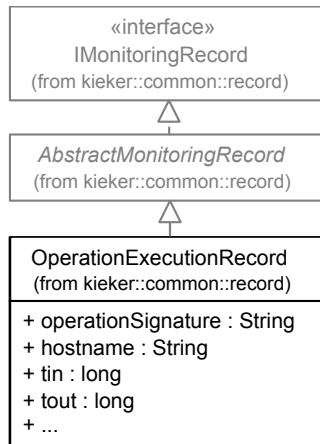 «interface»
IMonitoringRecord
(from kieker::common::record)
AbstractMonitoringRecord
(from kieker::common::record)
OperationExecutionRecord
(from kieker::common::record)
+ operationSignature : String
+ hostname : String
+ tin : long
+ tout : long
+ ...